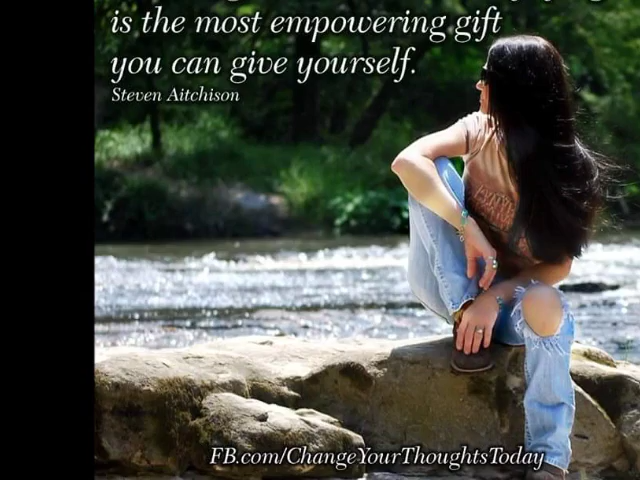 is the most empowering gift
you can give yourself.
Steven Aitchison
FB.com/ChangeYourThoughtsToday